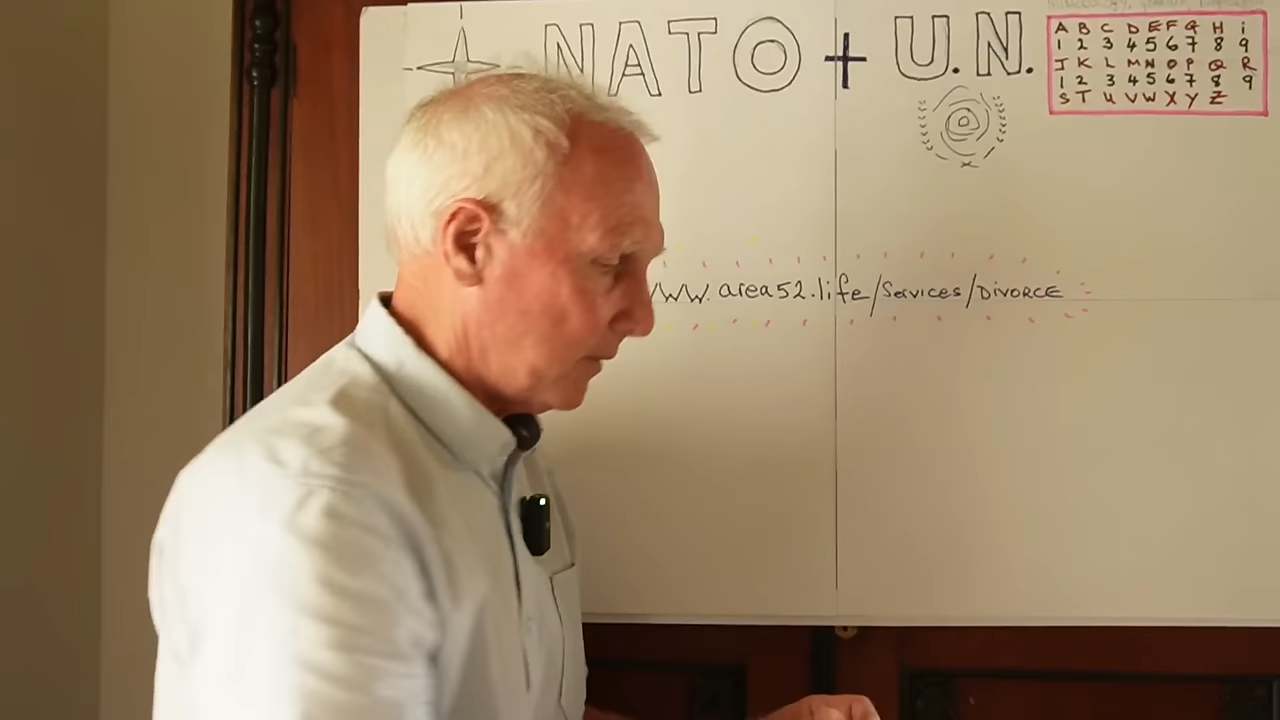 NATO + U.N.
A B C D E F G H i
1 2 3 4 5 6 7 8 9
J K L M N O P Q R
1 2 3 4 5 6 7 8 9
S T U V W X Y Z
WWW.area52.life/Services/DIVORCE